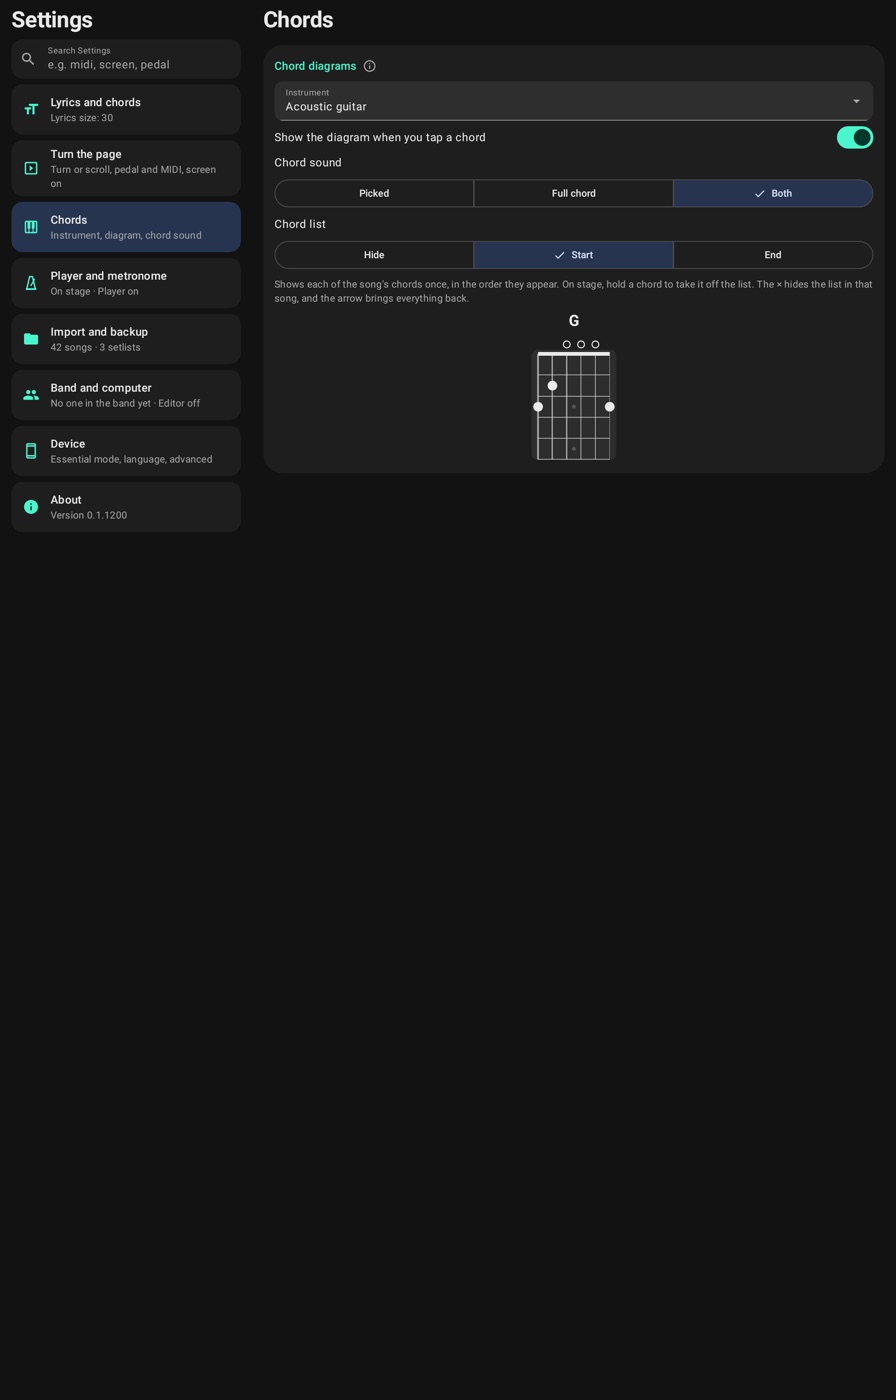 Settings
Search Settings
e.g. midi, screen, pedal
Lyrics and chords
Lyrics size: 30
Turn the page
Turn or scroll, pedal and MIDI, screen
on
Chords
Instrument, diagram, chord sound
Player and metronome
On stage · Player on
Import and backup
42 songs · 3 setlists
Band and computer
No one in the band yet · Editor off
Device
Essential mode, language, advanced
About
Version 0.1.1200
Chords
Chord diagrams
Instrument
Acoustic guitar
Show the diagram when you tap a chord
Chord sound
Picked
Full chord
Both
Chord list
Hide
Start
End
Shows each of the song's chords once, in the order they appear. On stage, hold a chord to take it off the list. The × hides the list in that
song, and the arrow brings everything back.
G